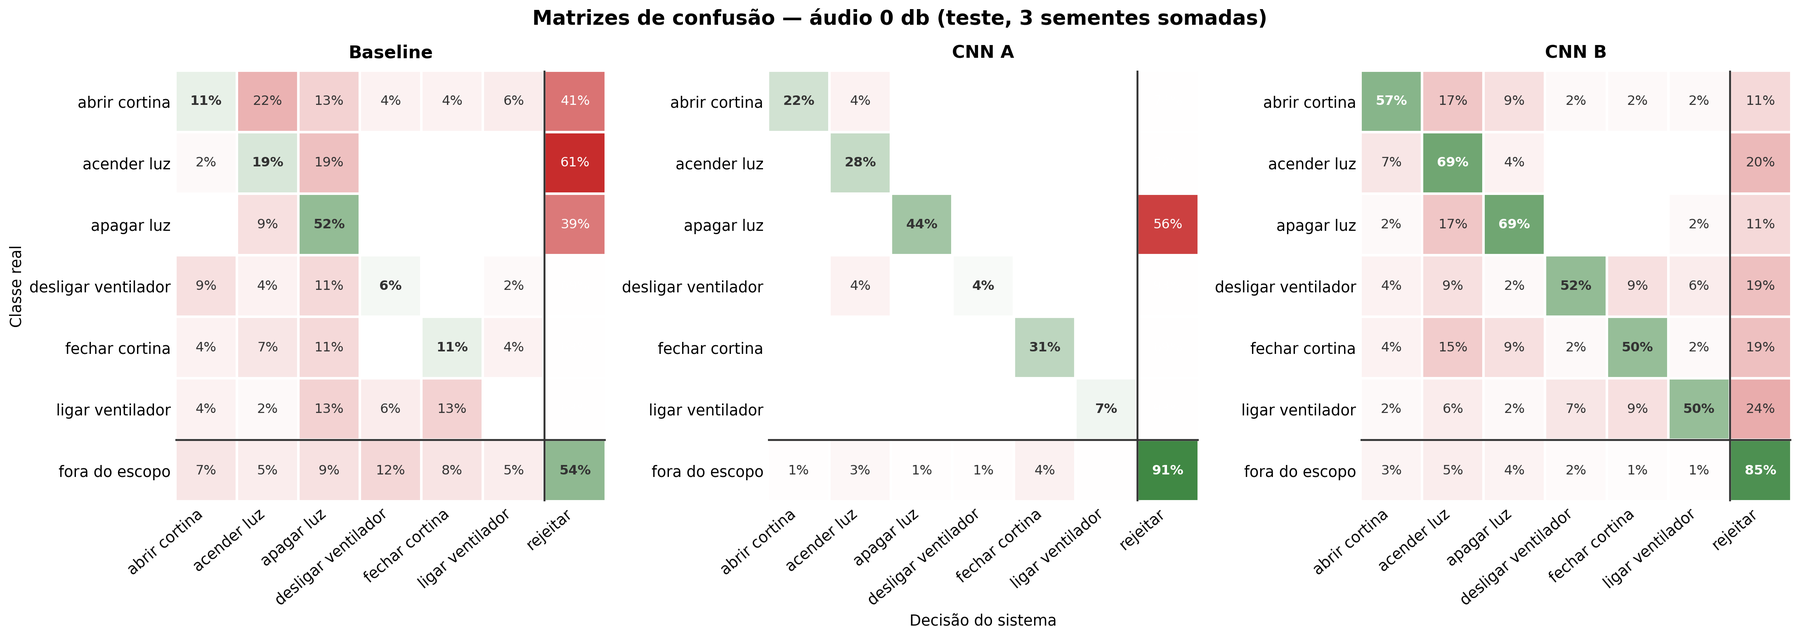 Matrizes de confusão — áudio 0 db (teste, 3 sementes somadas)
Baseline
CNN A
CNN B
Classe real
abrir cortina 11% 22% 13% 4% 4% 6% 41%
acender luz 2% 19% 19% 61%
apagar luz 9% 52% 39%
desligar ventilador 9% 4% 11% 6% 2%
fechar cortina 4% 7% 11% 11% 4%
ligar ventilador 4% 2% 13% 6% 13%
fora do escopo 7% 5% 9% 12% 8% 5% 54%
abrir cortina
acender luz
apagar luz
desligar ventilador
fechar cortina
ligar ventilador
rejeitar
abrir cortina 22% 4%
acender luz 28%
apagar luz 44% 56%
desligar ventilador 4% 4%
fechar cortina 31%
ligar ventilador 7%
fora do escopo 1% 3% 1% 1% 4% 91%
abrir cortina
acender luz
apagar luz
desligar ventilador
fechar cortina
ligar ventilador
rejeitar
abrir cortina 57% 17% 9% 2% 2% 2% 11%
acender luz 7% 69% 4% 20%
apagar luz 2% 17% 69% 2% 11%
desligar ventilador 4% 9% 2% 52% 9% 6% 19%
fechar cortina 4% 15% 9% 2% 50% 2% 19%
ligar ventilador 2% 6% 2% 7% 9% 50% 24%
fora do escopo 3% 5% 4% 2% 1% 1% 85%
abrir cortina
acender luz
apagar luz
desligar ventilador
fechar cortina
ligar ventilador
rejeitar
Decisão do sistema